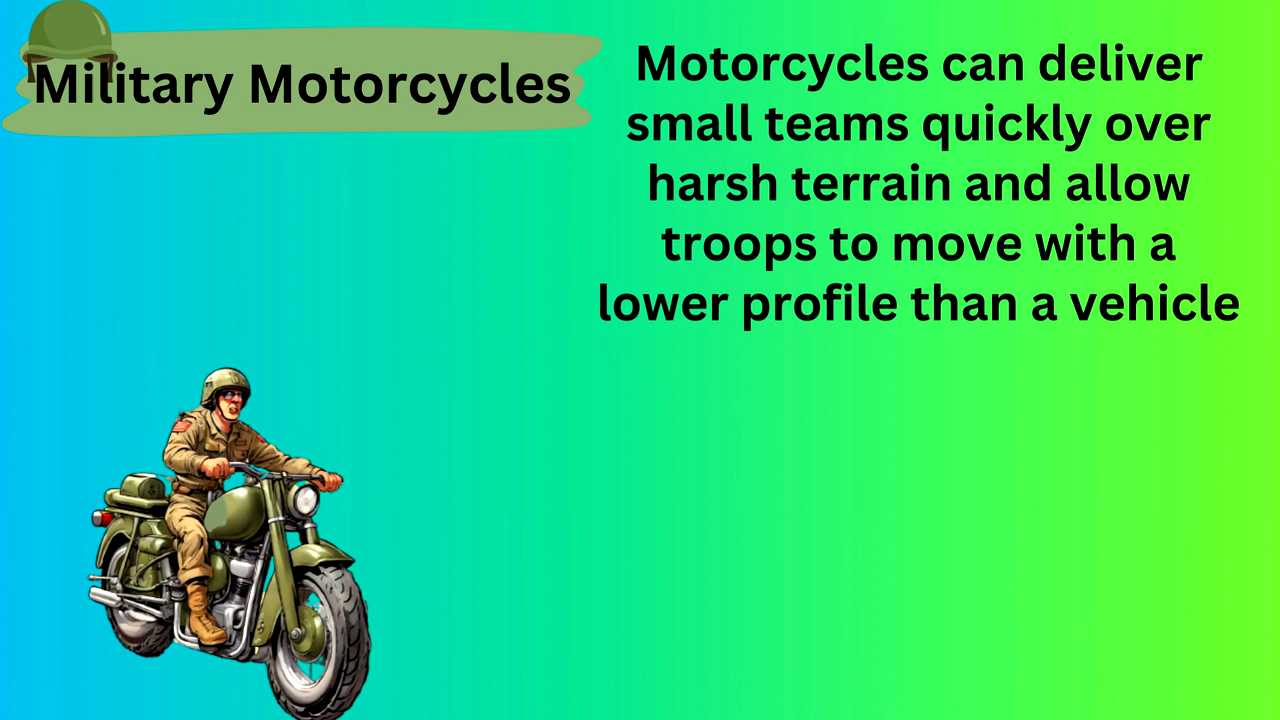 Military Motorcycles
Motorcycles can deliver
small teams quickly over
harsh terrain and allow
troops to move with a
lower profile than a vehicle